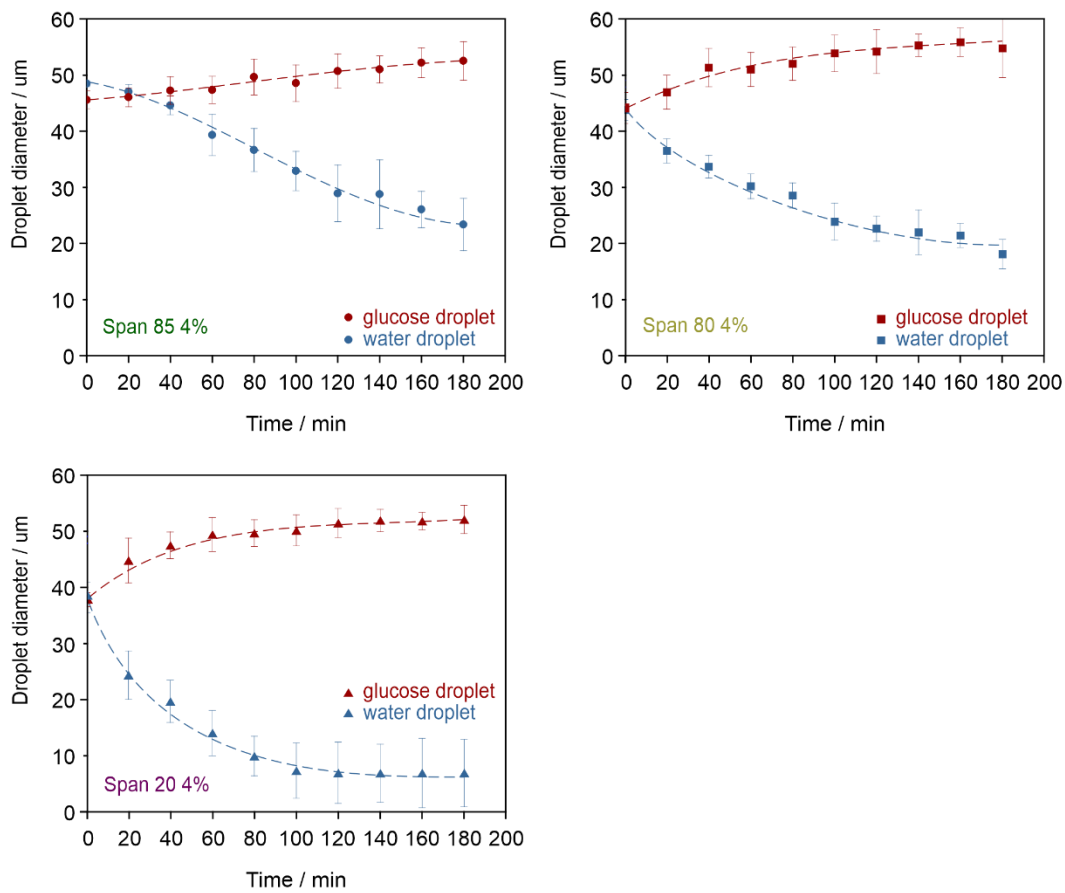 60
50
40
30
20
10
0
Droplet diameter / um
Span 85 4%
glucose droplet
water droplet
0 20 40 60 80 100 120 140 160 180 200
Time / min
60
50
40
30
20
10
0
Droplet diameter / um
Span 80 4%
glucose droplet
water droplet
0 20 40 60 80 100 120 140 160 180 200
Time / min
60
50
40
30
20
10
0
Droplet diameter / um
glucose droplet
water droplet
Span 20 4%
0 20 40 60 80 100 120 140 160 180 200
Time / min